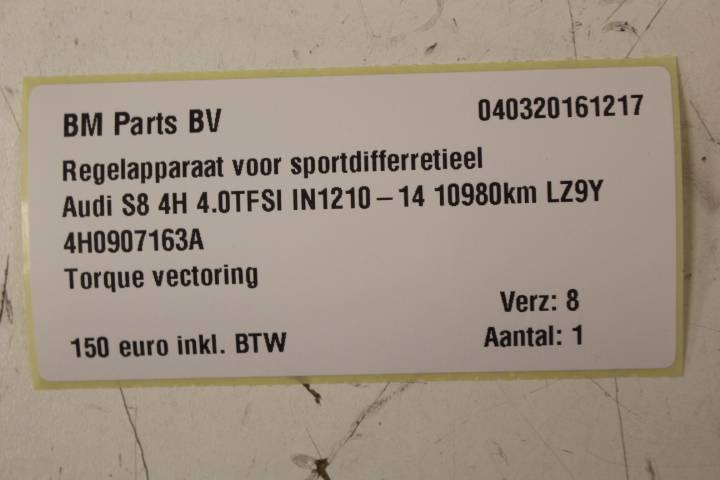 BM Parts BV 040320161217
Regelapparaat voor sportdifferretieel
Audi S8 4H 4.0TFSI IN1210 – 14 10980km LZ9Y
4H0907163A
Torque vectoring
Verz: 8
150 euro inkl. BTW Aantal: 1